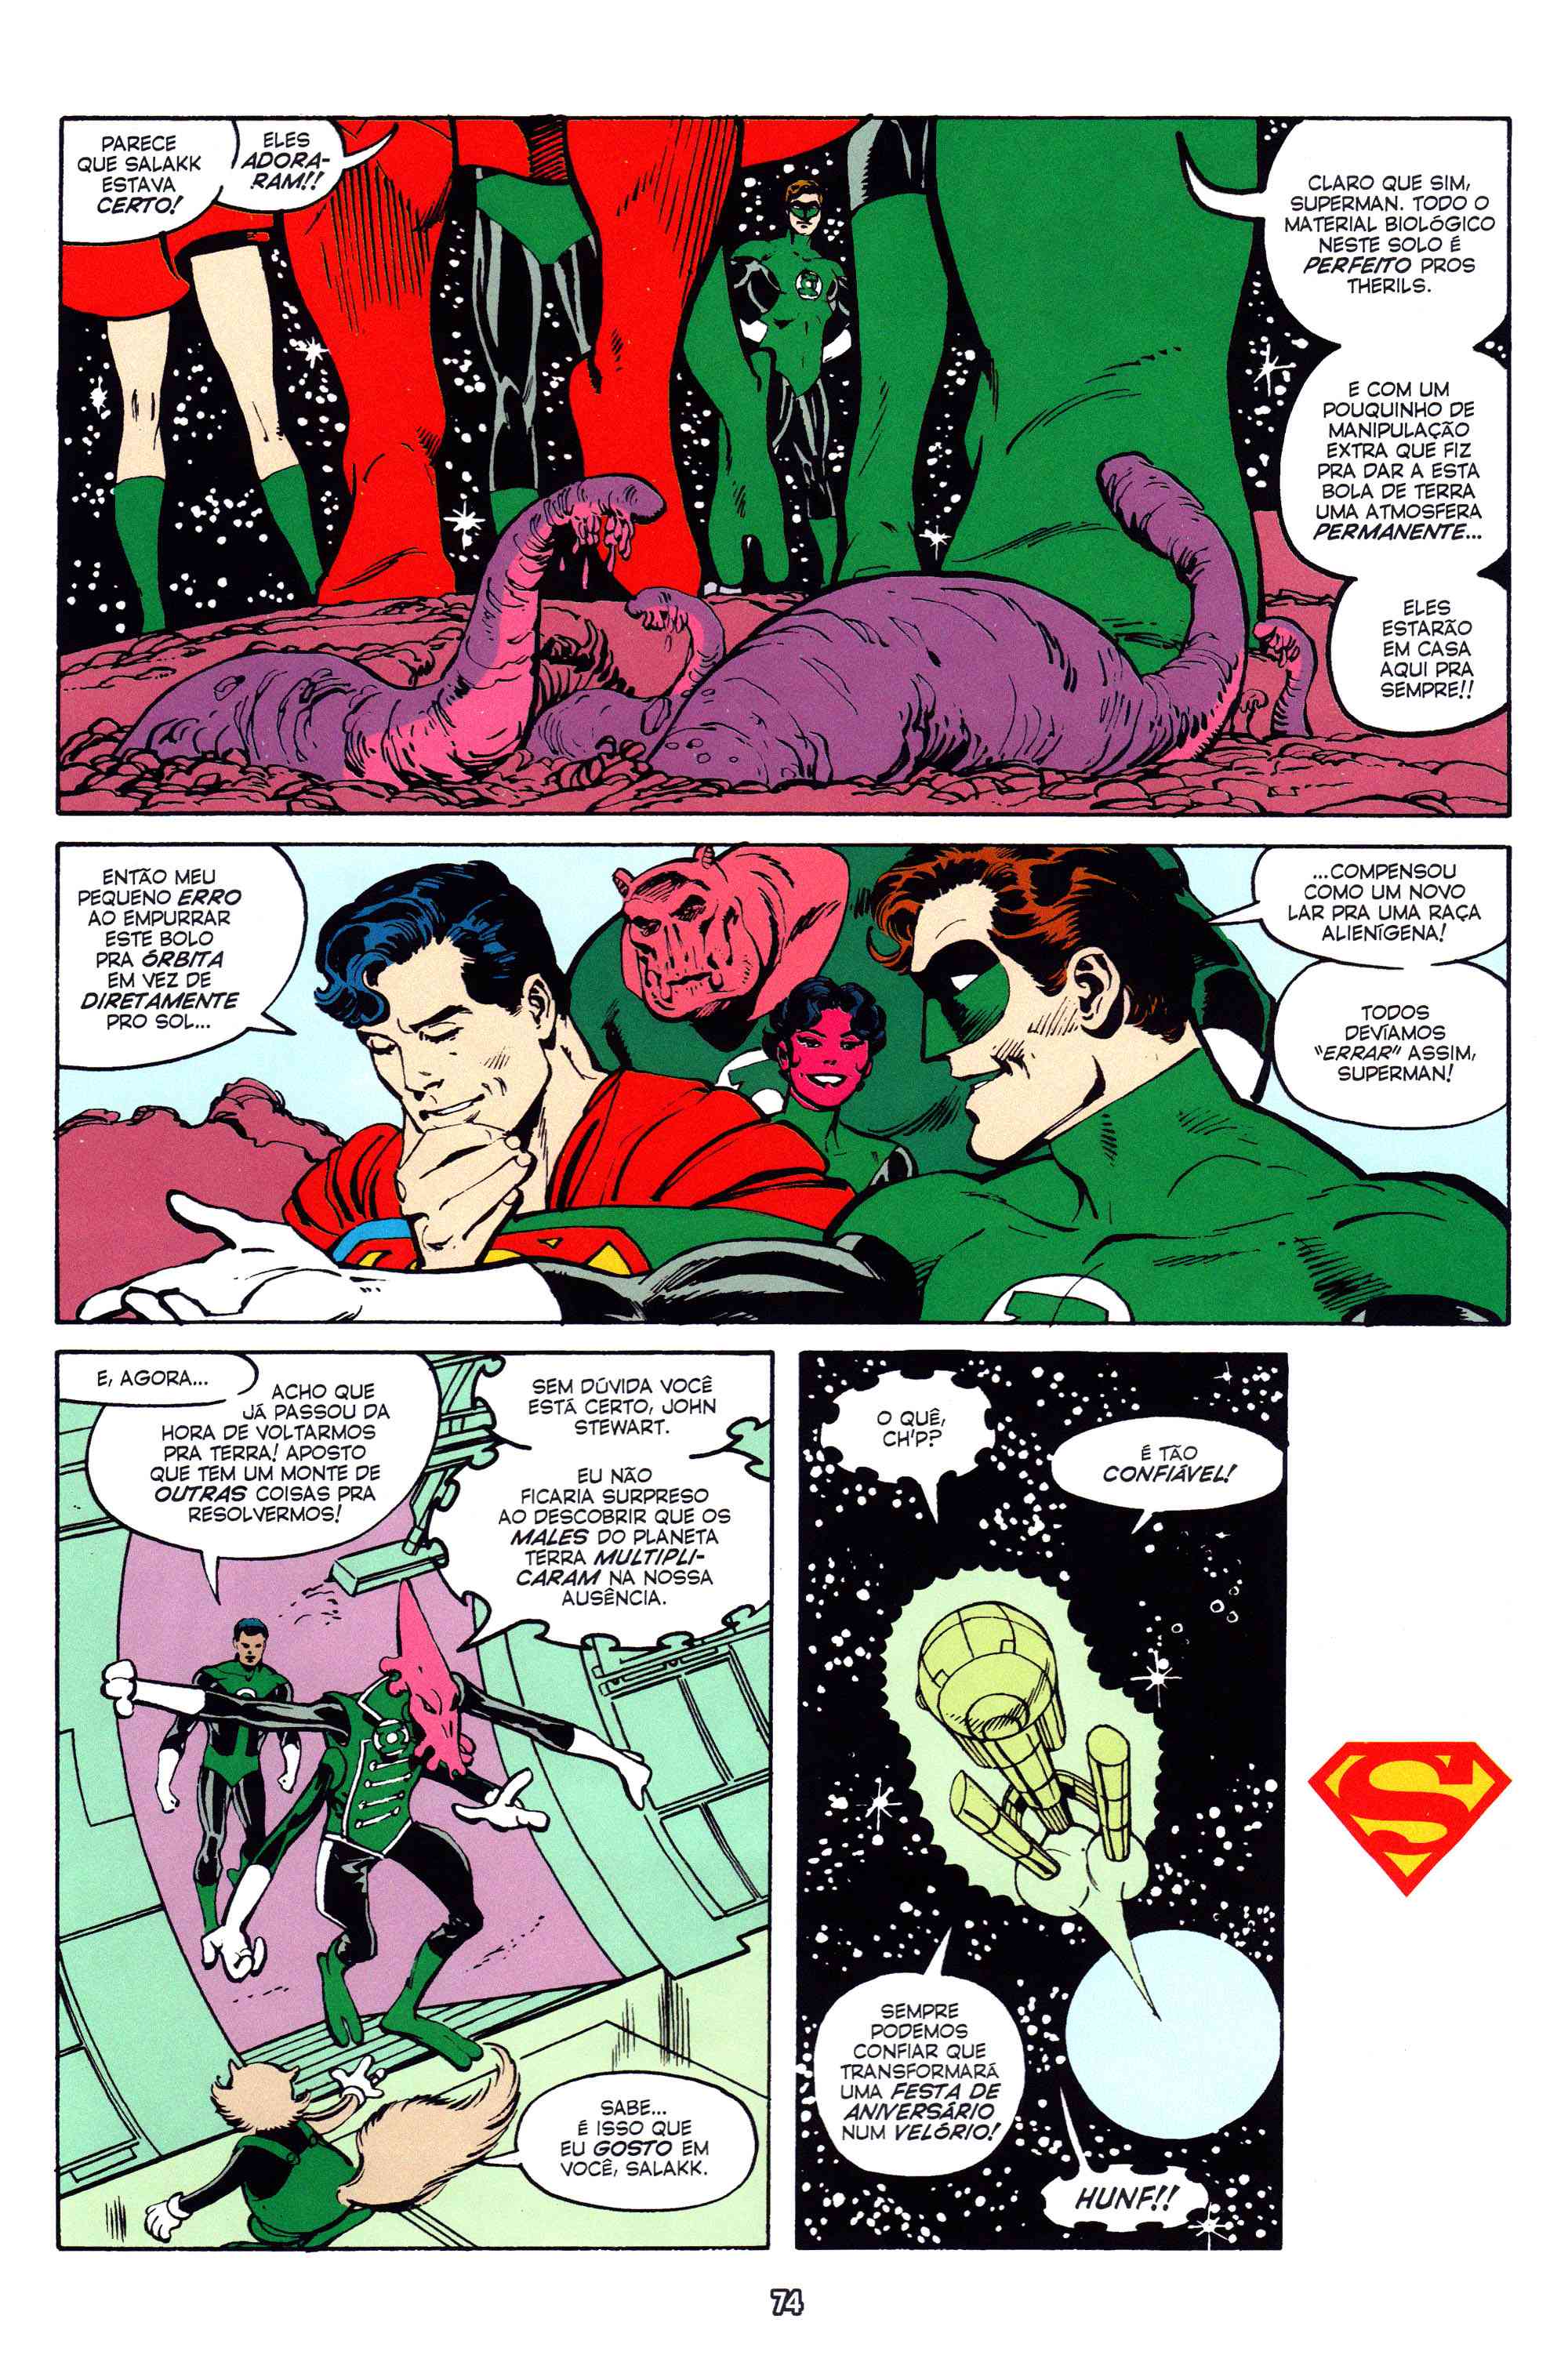 PARECE
QUE SALAKK
ESTAVA
CERTO!
ELES
ADORA-
RAM!!
CLARO QUE SIM,
SUPERMAN. TODO O
MATERIAL BIOLÓGICO
NESTE SOLO É
PERFEITO PROS
THERILS.
E COM UM
POUQUINHO DE
MANIPULAÇÃO
EXTRA QUE FIZ
PRA DAR A ESTA
BOLA DE TERRA
UMA ATMOSFERA
PERMANENTE...
ELES
ESTARÃO
EM CASA
AQUI PRA
SEMPRE!!
ENTÃO MEU
PEQUENO ERRO
AO EMPURRAR
ESTE BOLO
PRA ÓRBITA
EM VEZ DE
DIRETAMENTE
PRO SOL...
...COMPENSOU
COMO UM NOVO
LAR PRA UMA RAÇA
ALIENÍGENA!
TODOS
DEVÍAMOS
"ERRAR" ASSIM,
SUPERMAN!
E, AGORA...
ACHO QUE
JÁ PASSOU DA
HORA DE VOLTARMOS
PRA TERRA! APOSTO
QUE TEM UM MONTE DE
OUTRAS COISAS PRA
RESOLVERMOS!
SEM DÚVIDA VOCÊ
ESTÁ CERTO, JOHN
STEWART.
EU NÃO
FICARIA SURPRESO
AO DESCOBRIR QUE OS
MALES DO PLANETA
TERRA MULTIPLI-
CARAM NA NOSSA
AUSÊNCIA.
SABE...
É ISSO QUE
EU GOSTO EM
VOCÊ, SALAKK.
O QUÊ,
CH'P?
É TÃO
CONFIÁVEL!
SEMPRE
PODEMOS
CONFIAR QUE
TRANSFORMARÁ
UMA FESTA DE
ANIVERSÁRIO
NUM VELÓRIO!
HUNF!!
S
74